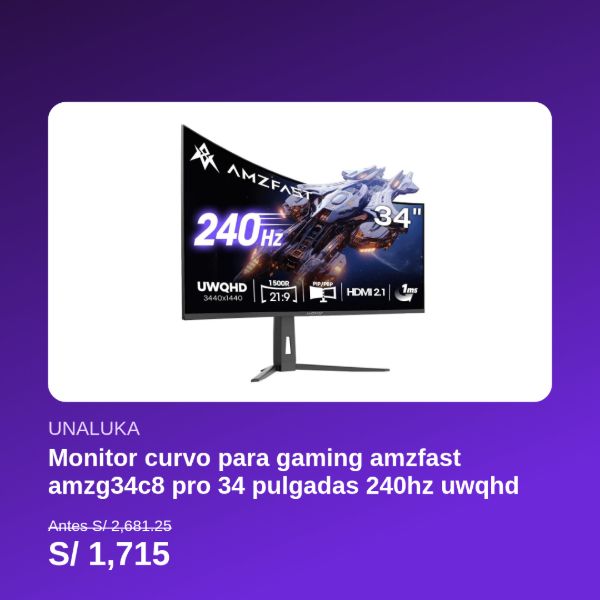 AMZFAST
34"
240Hz
UWQHD
3440x1440
1500R
21:9
PIP/PBP
HDMI 2.1
1ms
UNALUKA
Monitor curvo para gaming amzfast
amzg34c8 pro 34 pulgadas 240hz uwqhd
Antes S/ 2,681.25
S/ 1,715